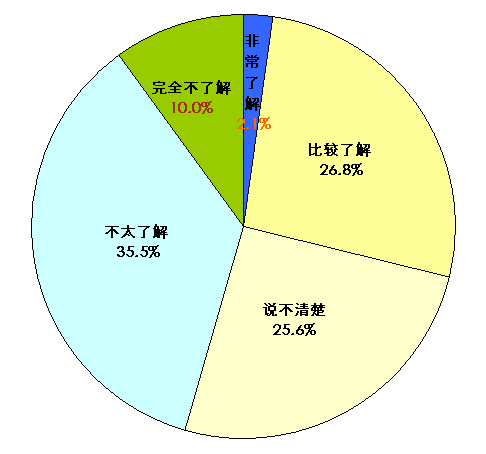 非
常
了
解
2.1%
完全不了解
10.0%
比较了解
26.8%
不太了解
35.5%
说不清楚
25.6%